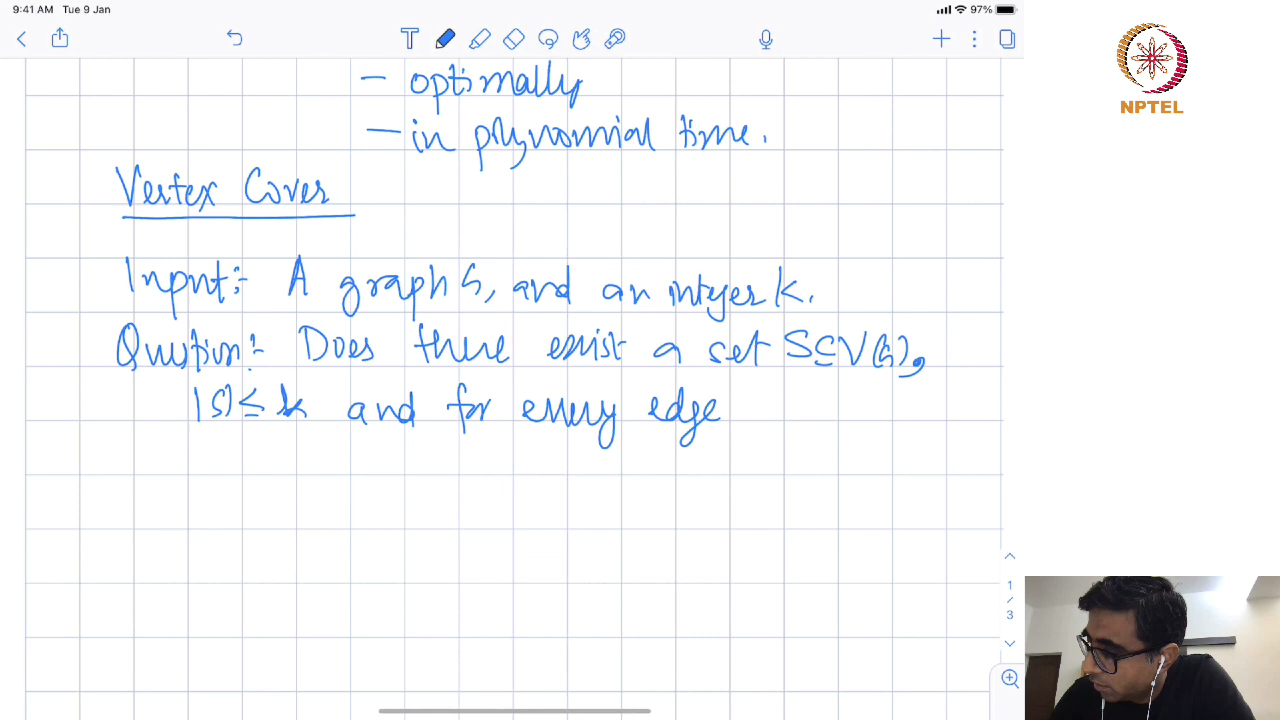 9:41 AM Tue 9 Jan
97%
NPTEL
- optimally
- in polynomial time.
Vertex Cover
Input:- A graph G, and an integer k.
Question:- Does there exist a set S⊆V(G),
|S|≤k and for every edge
1
/
3